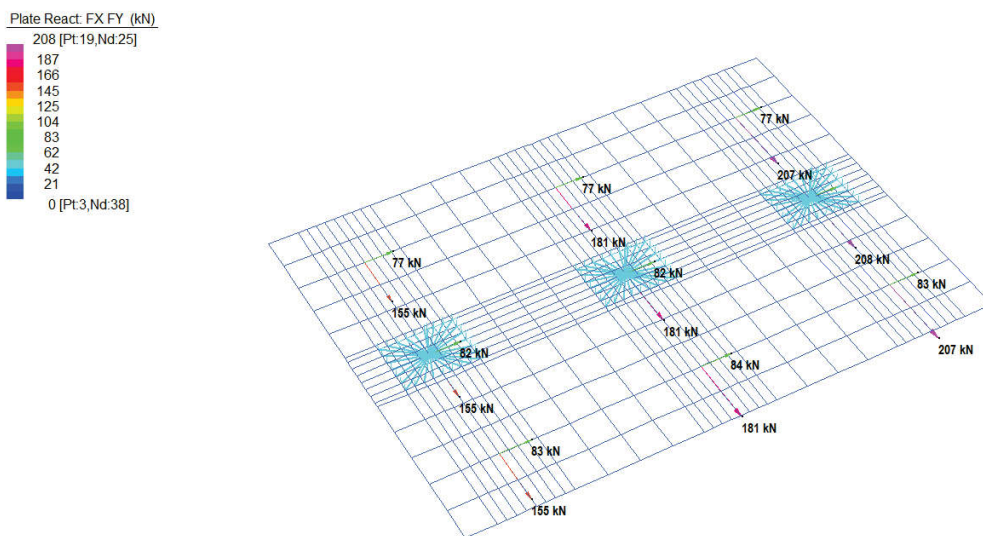 Plate React: FX FY (kN)
208 [Pt:19,Nd:25]
187
166
145
125
104
83
62
42
21
0 [Pt:3,Nd:38]
77 kN
207 kN
77 kN
181 kN
208 kN
77 kN
82 kN
83 kN
155 kN
181 kN
207 kN
82 kN
84 kN
155 kN
181 kN
83 kN
155 kN